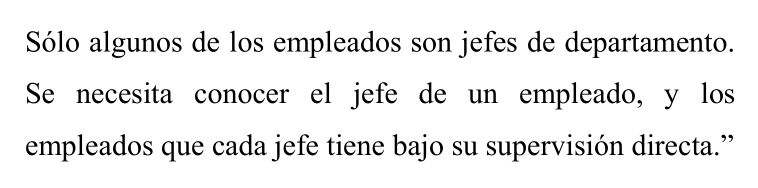 Sólo algunos de los empleados son jefes de departamento.
Se necesita conocer el jefe de un empleado, y los
empleados que cada jefe tiene bajo su supervisión directa.”